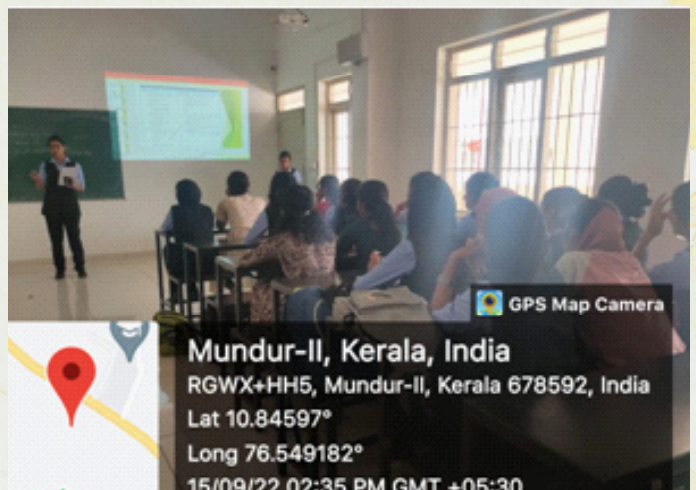 GPS Map Camera
Mundur-II, Kerala, India
RGWX+HH5, Mundur-II, Kerala 678592, India
Lat 10.84597°
Long 76.549182°
15/09/22 02:35 PM GMT +05:30